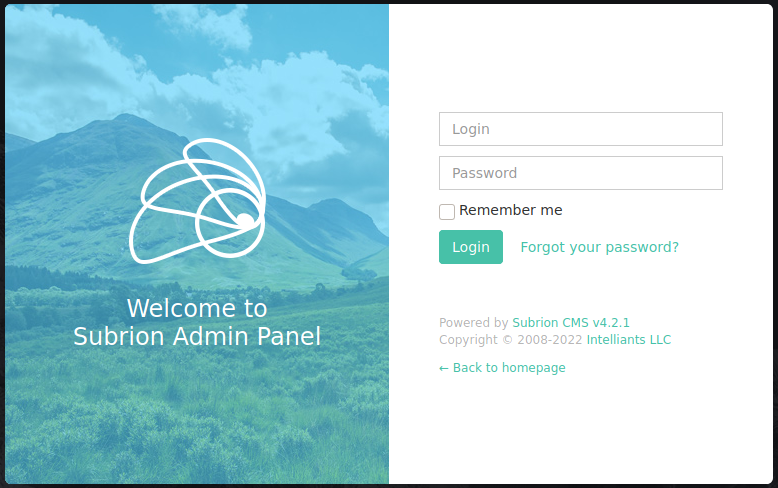 Welcome to
Subrion Admin Panel
Login
Password
Remember me
Login Forgot your password?
Powered by Subrion CMS v4.2.1
Copyright © 2008-2022 Intelliants LLC
← Back to homepage